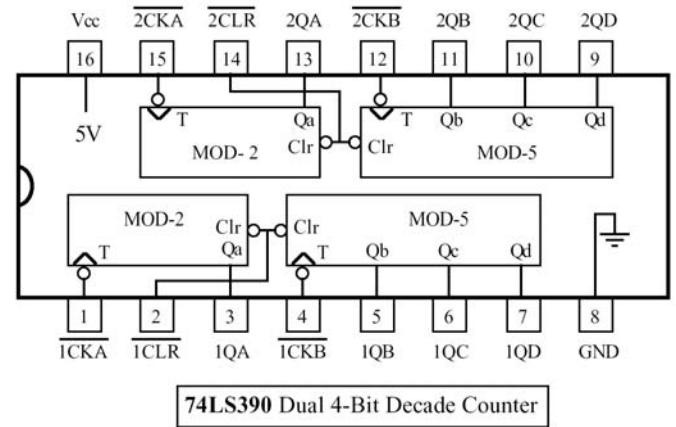 Vcc 2CKA 2CLR 2QA 2CKB 2QB 2QC 2QD
16 15 14 13 12 11 10 9
5V
T Qa T Qb Qc Qd
Clr Clr
MOD- 2 MOD-5
MOD-2 MOD-5
Clr Clr
T Qa T Qb Qc Qd
1 2 3 4 5 6 7 8
1CKA 1CLR 1QA 1CKB 1QB 1QC 1QD GND
74LS390 Dual 4-Bit Decade Counter